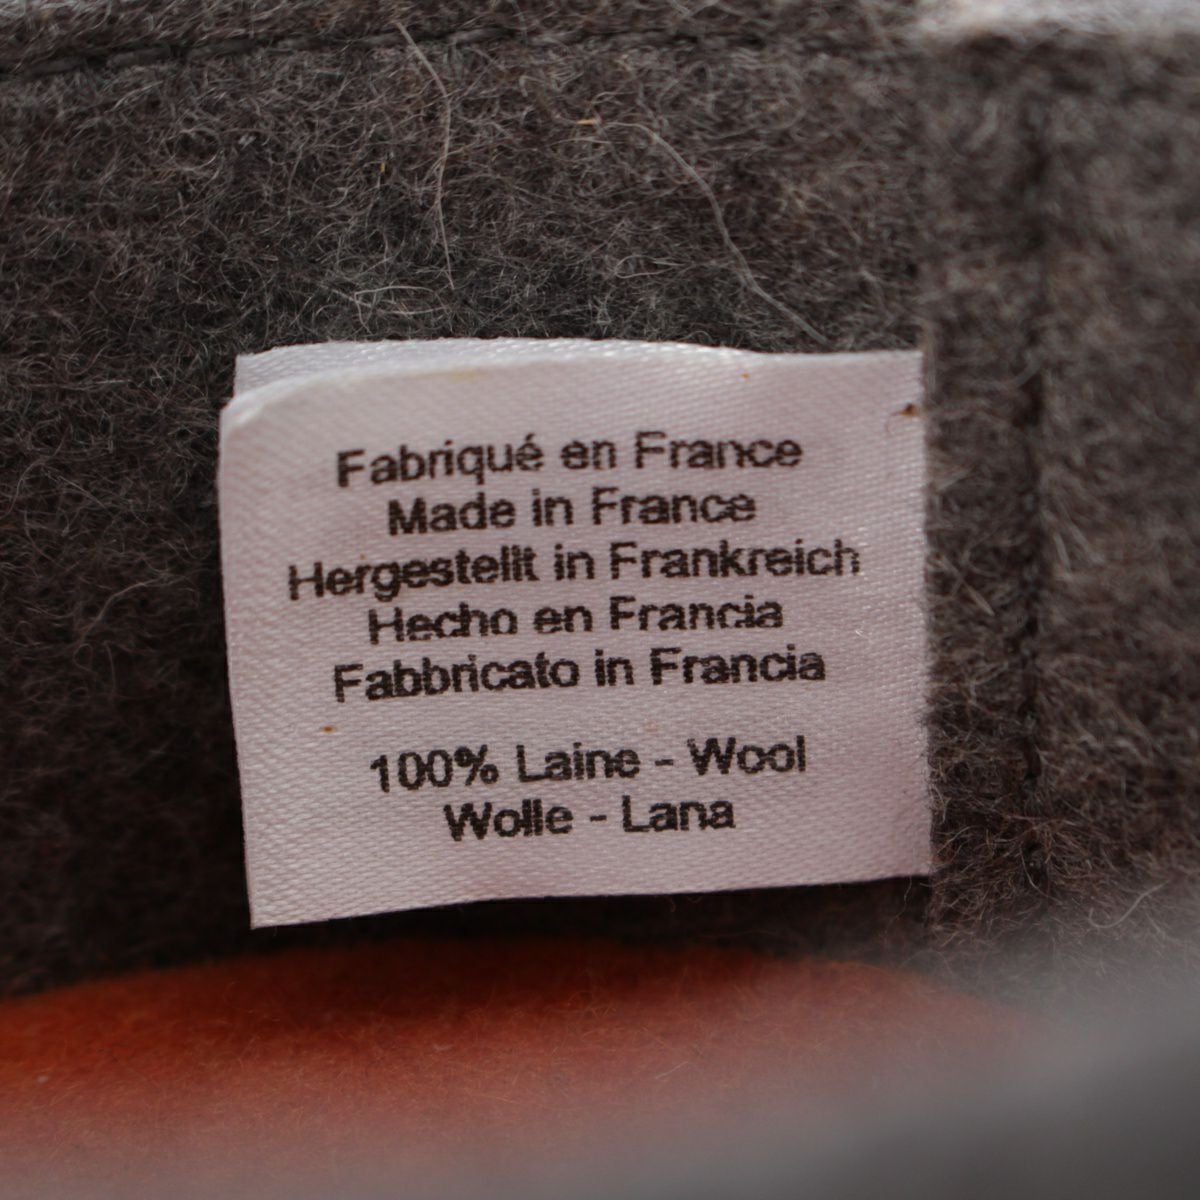 Fabriqué en France
Made in France
Hergestellt in Frankreich
Hecho en Francia
Fabbricato in Francia
100% Laine - Wool
Wolle - Lana